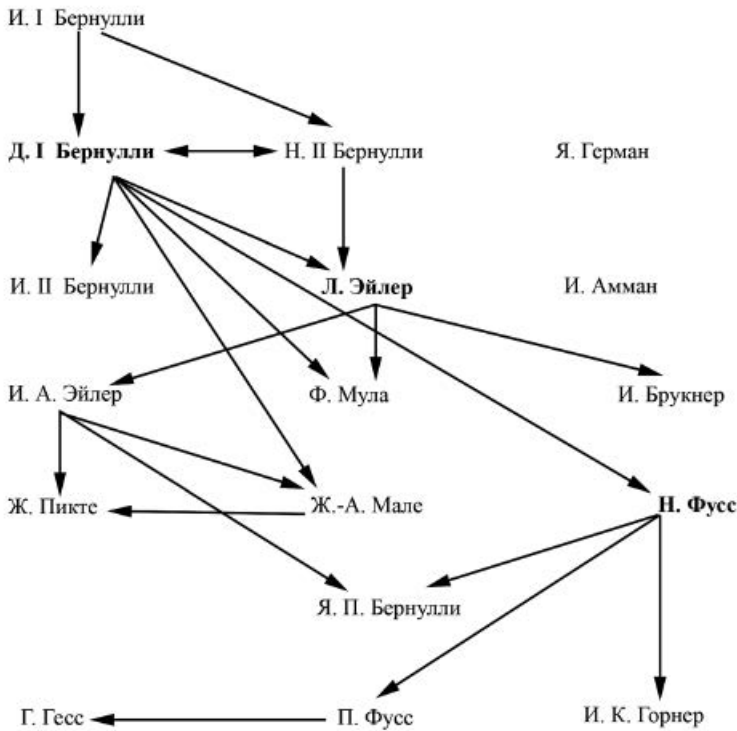 И. I Бернулли
Д. I Бернулли Н. II Бернулли Я. Герман
И. II Бернулли Л. Эйлер И. Амман
И. А. Эйлер Ф. Мула И. Брукнер
Ж. Пикте Ж.-А. Мале Н. Фусс
Я. П. Бернулли
Г. Гесс П. Фусс И. К. Горнер